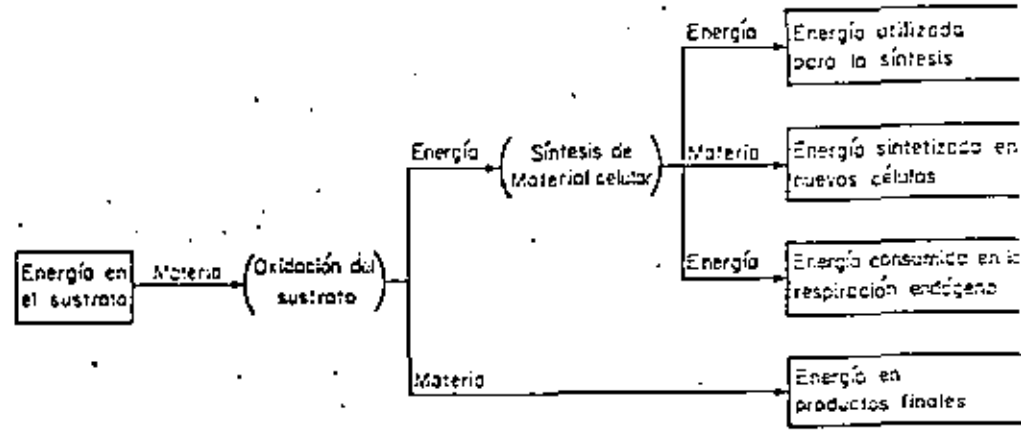 Energía
Energía utilizada
para la síntesis
Energía
(Síntesis de
Material celular)
Materia
Energía sintetizada en
nuevas células
Energía en
el sustrato
Materia
(Oxidación del
sustrato)
Energía
Energía consumida en la
respiración endógena
Materia
Energía en
productos finales